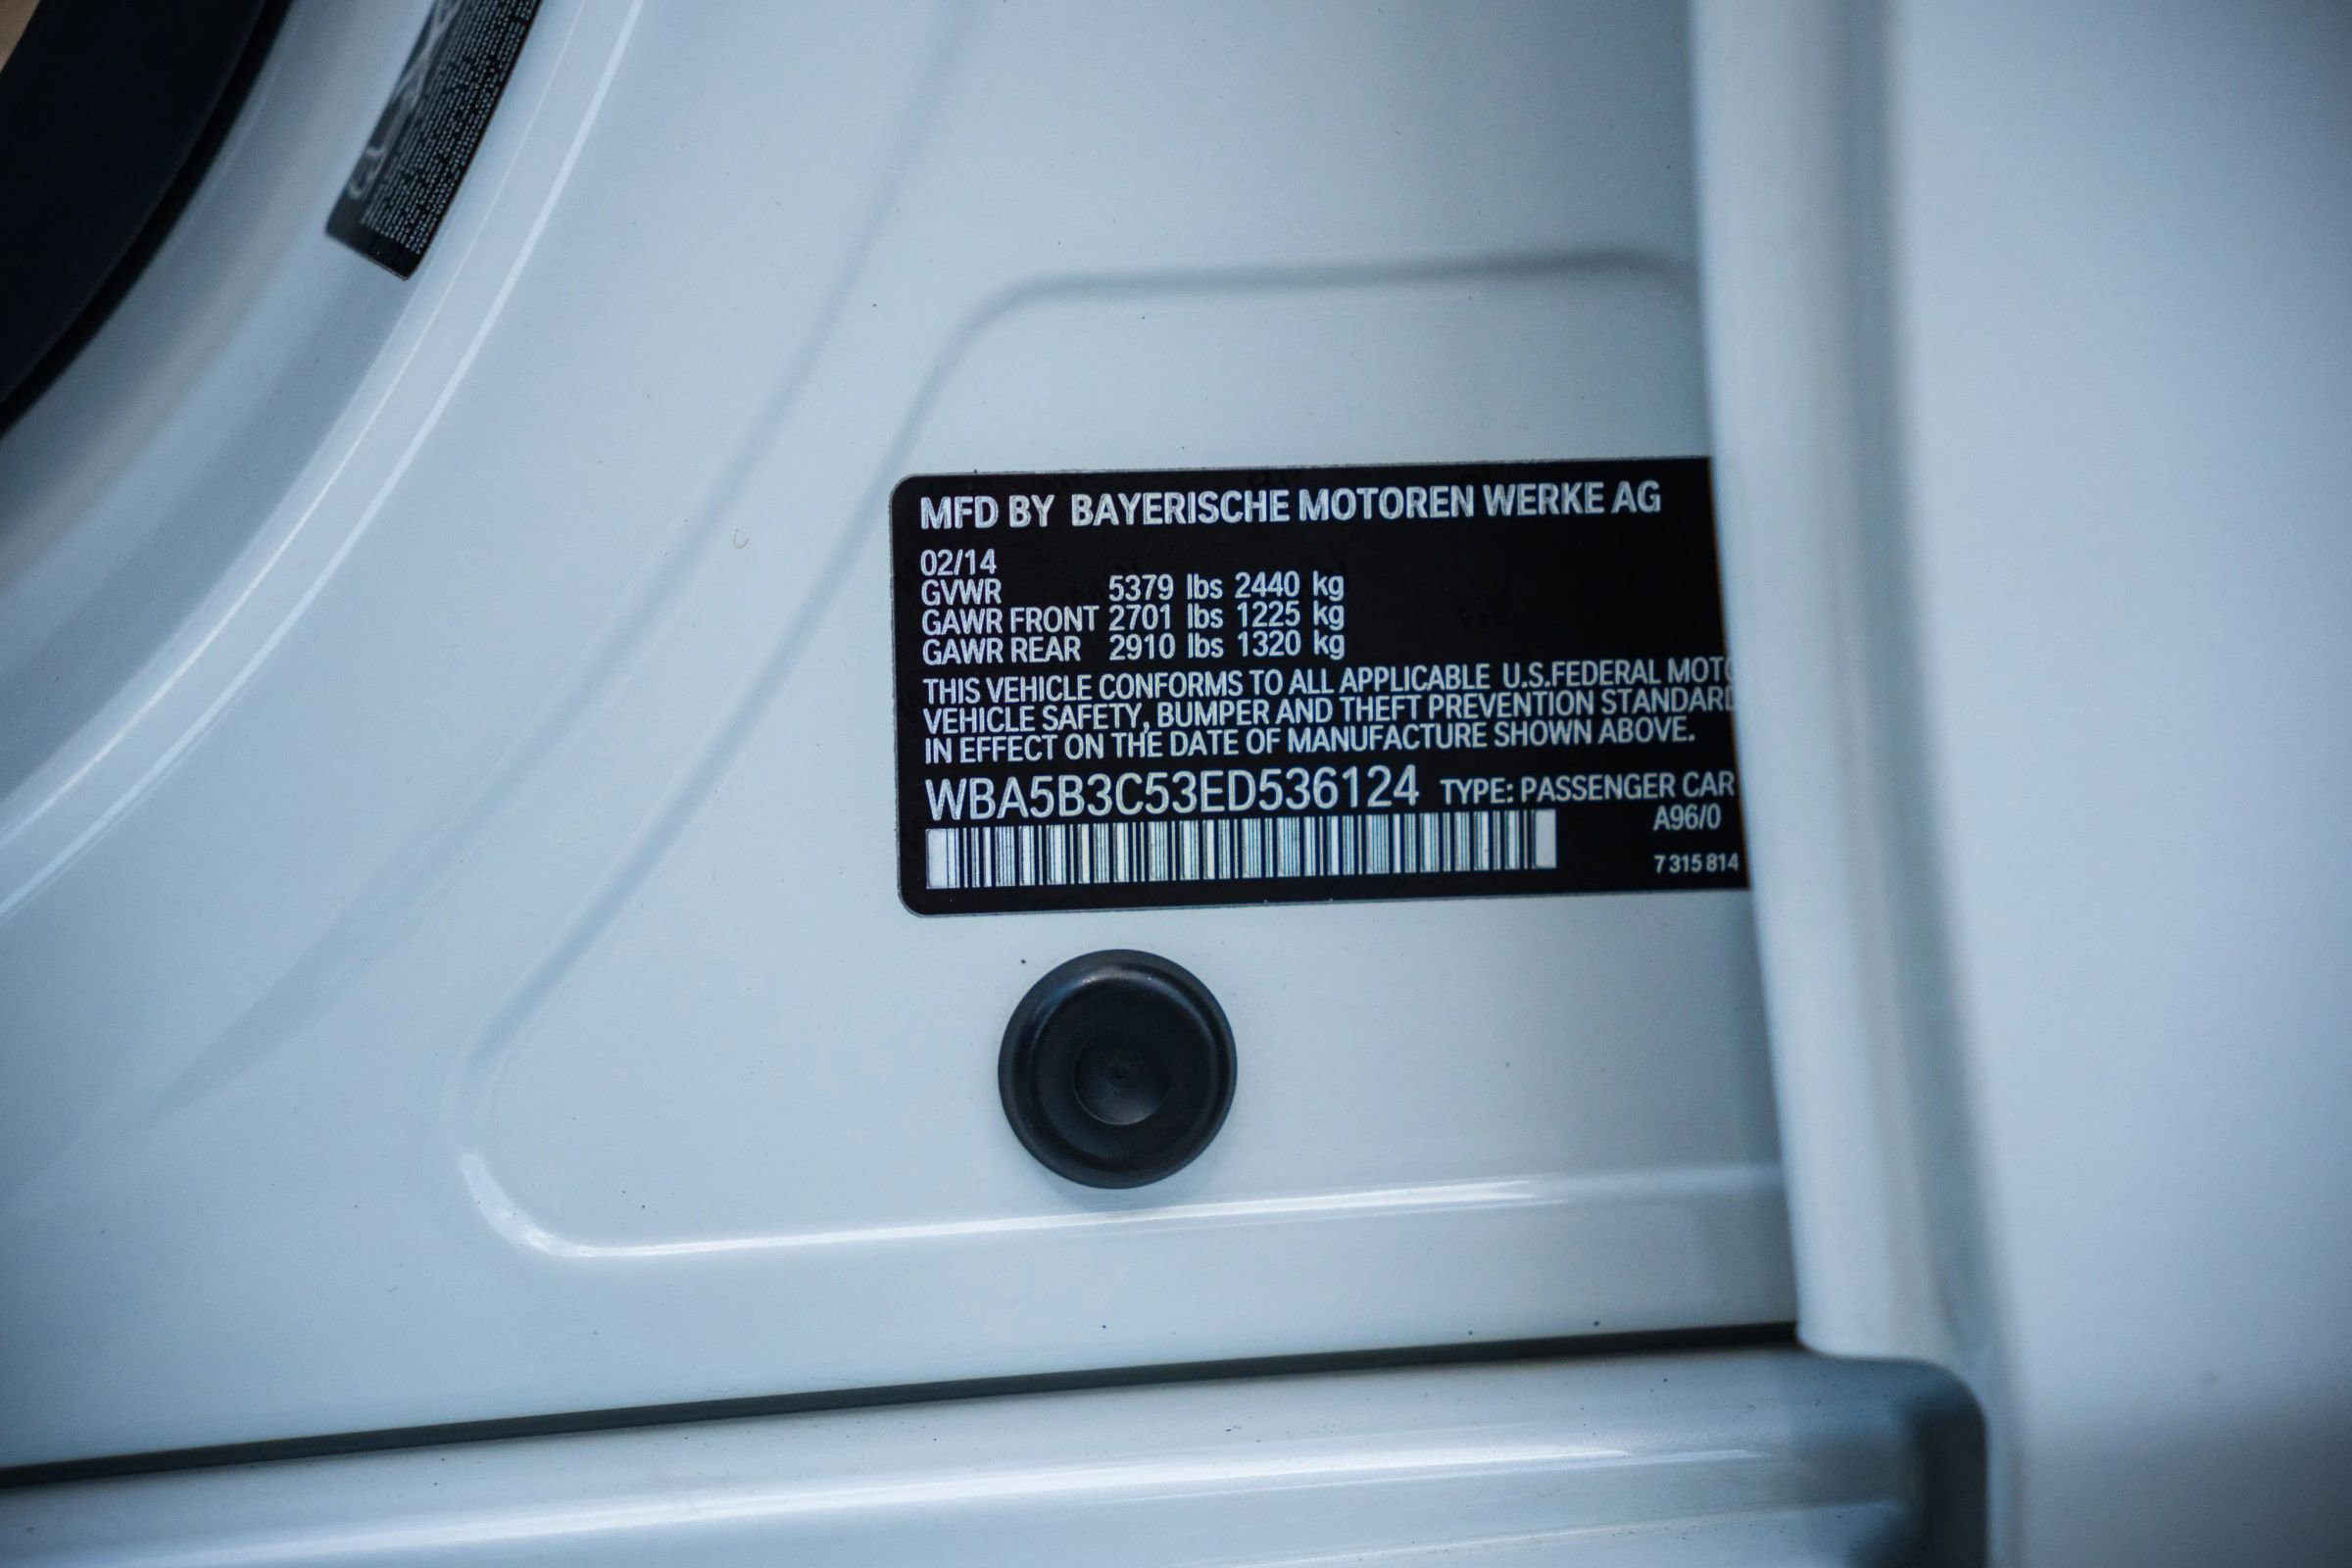 MFD BY BAYERISCHE MOTOREN WERKE AG
02/14
GVWR 5379 lbs 2440 kg
GAWR FRONT 2701 lbs 1225 kg
GAWR REAR 2910 lbs 1320 kg
THIS VEHICLE CONFORMS TO ALL APPLICABLE U.S.FEDERAL MOTO
VEHICLE SAFETY, BUMPER AND THEFT PREVENTION STANDARD
IN EFFECT ON THE DATE OF MANUFACTURE SHOWN ABOVE.
WBA5B3C53ED536124 TYPE: PASSENGER CAR
A96/0
7 315 814